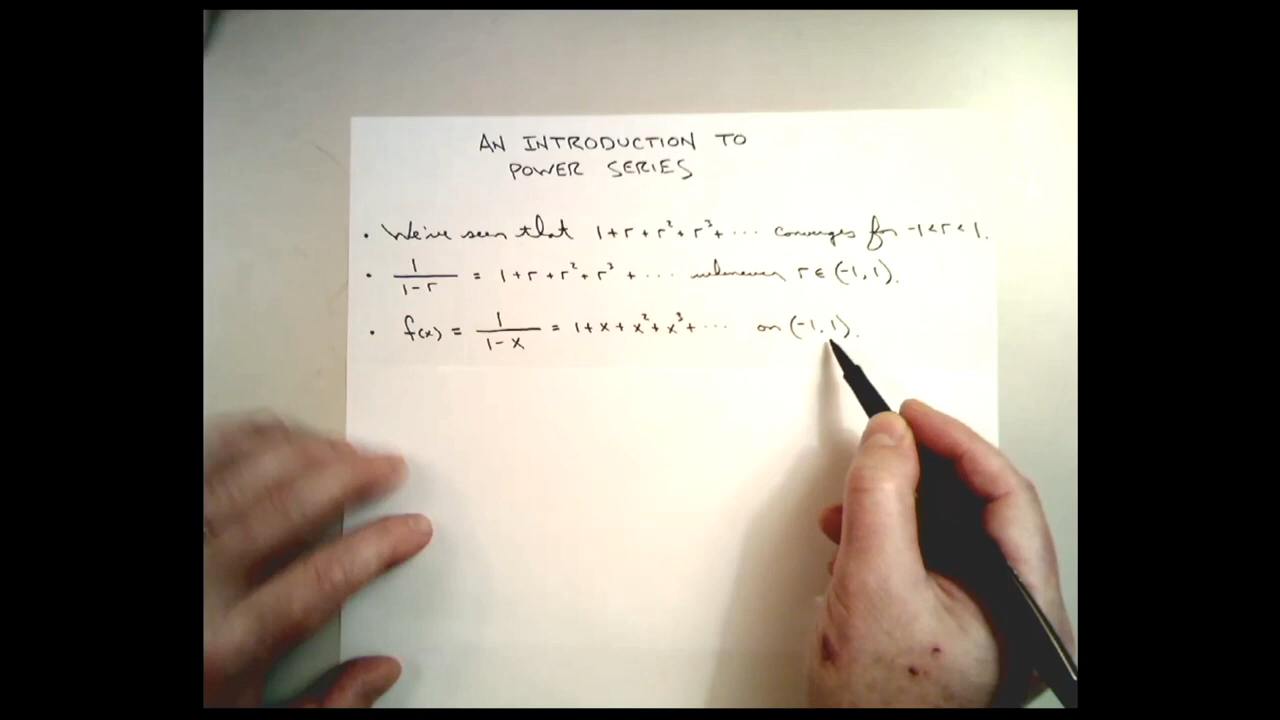 AN INTRODUCTION TO
POWER SERIES
• We've seen that 1+r+r²+r³+··· converges for -1<r<1.
• 1/(1-r) = 1+r+r²+r³+··· whenever r∈(-1,1).
• f(x) = 1/(1-x) = 1+x+x²+x³+··· on (-1,1).